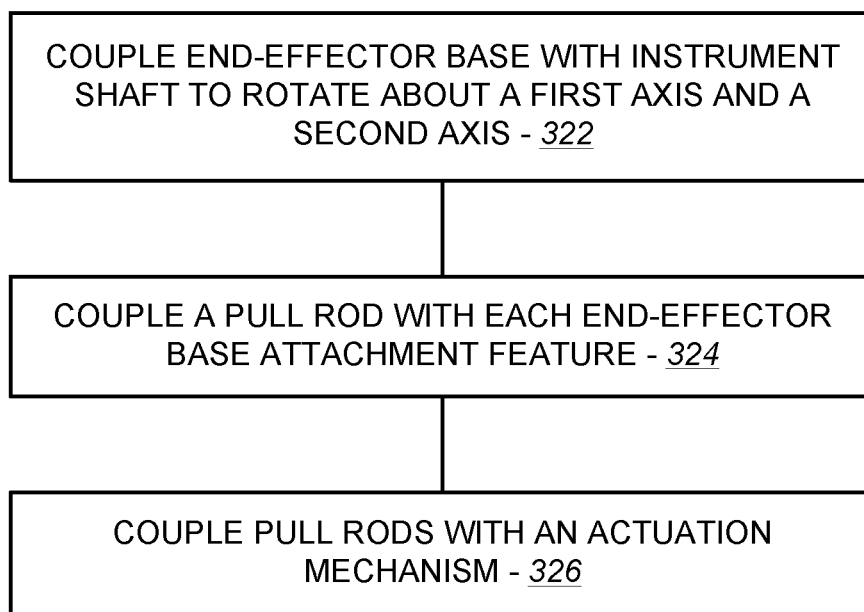 COUPLE END-EFFECTOR BASE WITH INSTRUMENT
SHAFT TO ROTATE ABOUT A FIRST AXIS AND A
SECOND AXIS - 322
COUPLE A PULL ROD WITH EACH END-EFFECTOR
BASE ATTACHMENT FEATURE - 324
COUPLE PULL RODS WITH AN ACTUATION
MECHANISM - 326